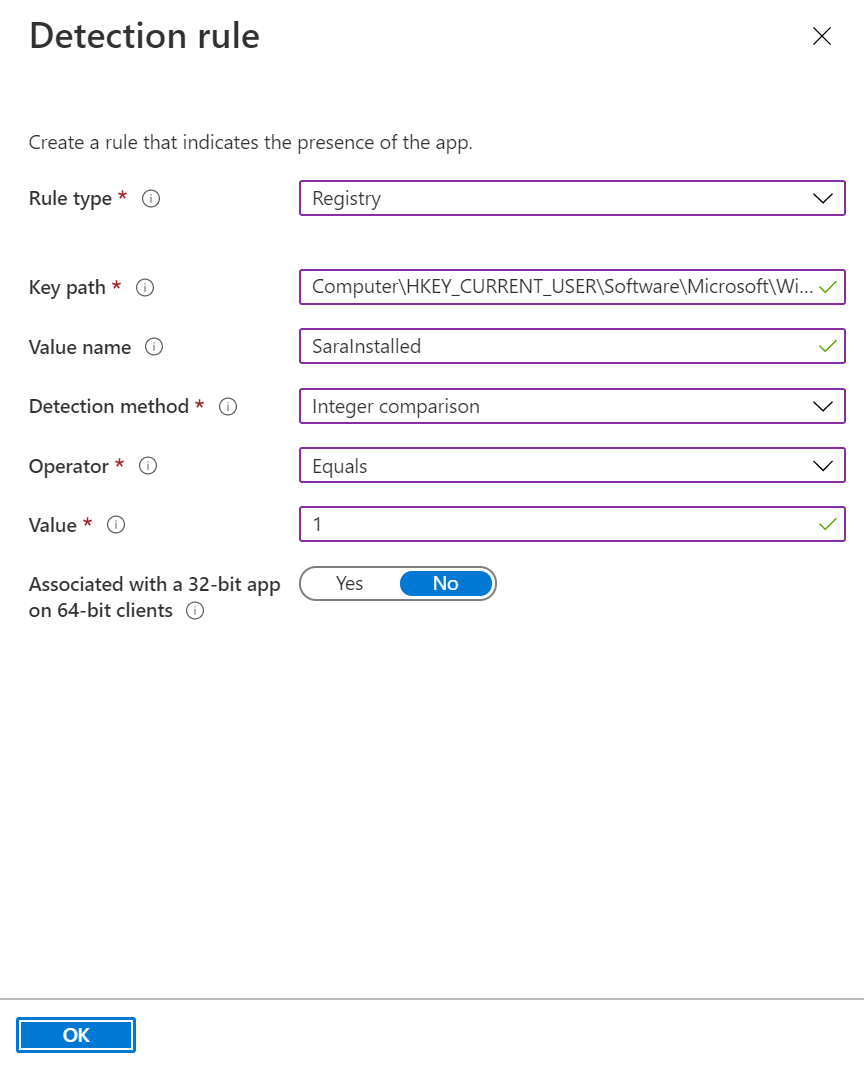 Detection rule
Create a rule that indicates the presence of the app.
Rule type *
Registry
Key path *
Computer\HKEY_CURRENT_USER\Software\Microsoft\Wi...
Value name
SaraInstalled
Detection method *
Integer comparison
Operator *
Equals
Value *
1
Associated with a 32-bit app
on 64-bit clients
Yes No
OK